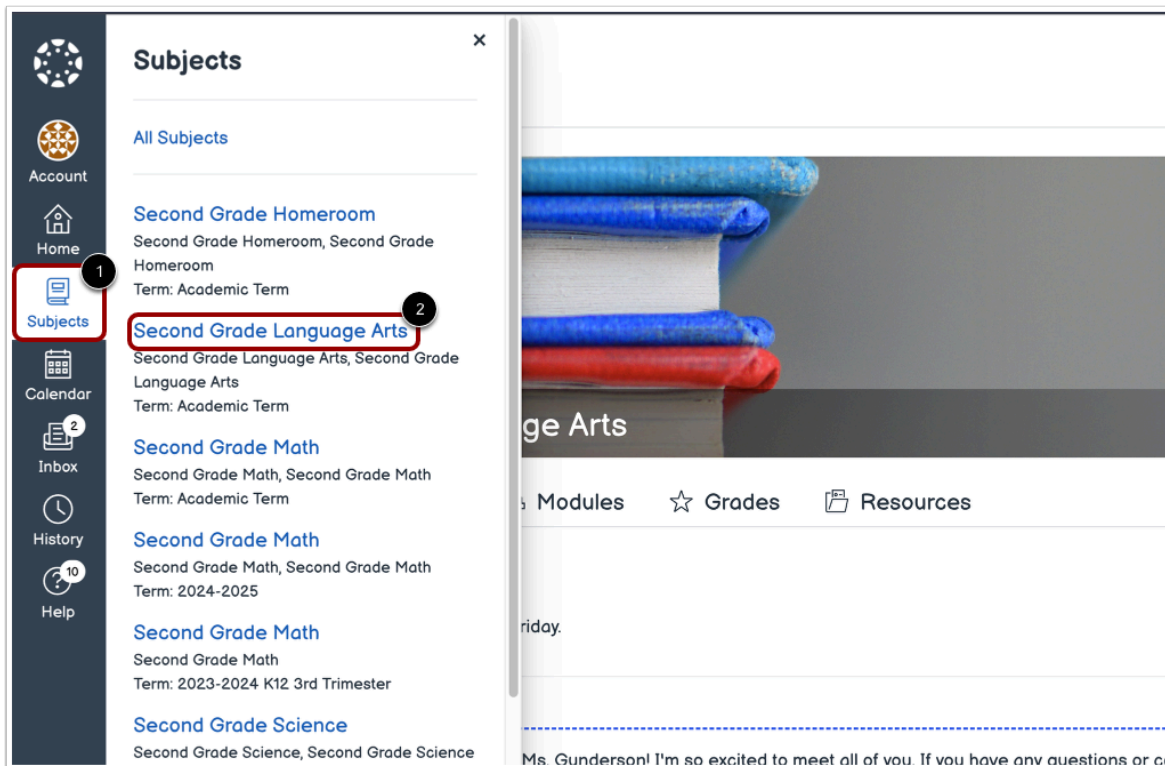 Account
Home
1
Subjects
Calendar
2
Inbox
History
10
Help
Subjects
×
All Subjects
Second Grade Homeroom
Second Grade Homeroom, Second Grade
Homeroom
Term: Academic Term
2
Second Grade Language Arts
Second Grade Language Arts, Second Grade
Language Arts
Term: Academic Term
Second Grade Math
Second Grade Math, Second Grade Math
Term: Academic Term
Second Grade Math
Second Grade Math, Second Grade Math
Term: 2024-2025
Second Grade Math
Second Grade Math
Term: 2023-2024 K12 3rd Trimester
Second Grade Science
Second Grade Science, Second Grade Science
ge Arts
Modules Grades Resources
riday.
Ms. Gunderson! I'm so excited to meet all of you. If you have any questions or c